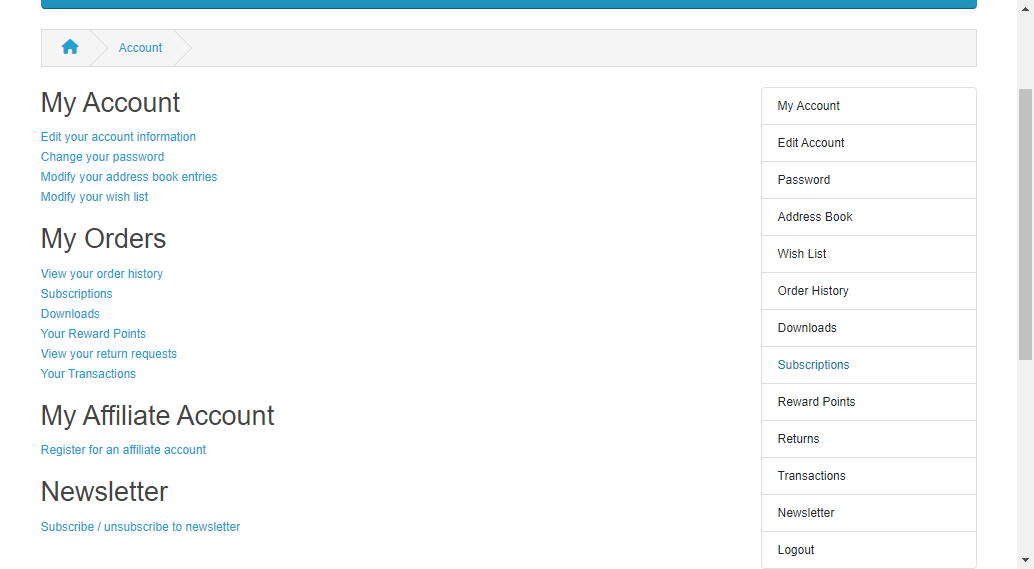 Account
My Account
Edit your account information
Change your password
Modify your address book entries
Modify your wish list
My Orders
View your order history
Subscriptions
Downloads
Your Reward Points
View your return requests
Your Transactions
My Affiliate Account
Register for an affiliate account
Newsletter
Subscribe / unsubscribe to newsletter
My Account
Edit Account
Password
Address Book
Wish List
Order History
Downloads
Subscriptions
Reward Points
Returns
Transactions
Newsletter
Logout